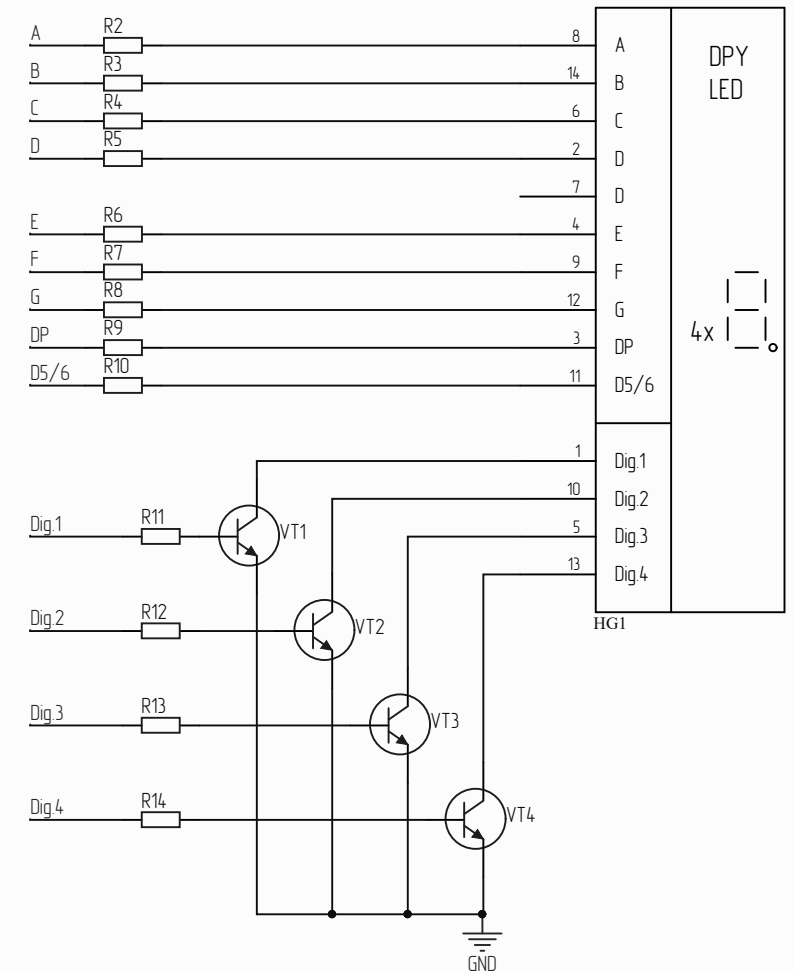 A R2 8 A
B R3 14 B
C R4 6 C
D R5 2 D
7 D
E R6 4 E
F R7 9 F
G R8 12 G
DP R9 3 DP
D5/6 R10 11 D5/6
DPY
LED
4x
1 Dig.1
10 Dig.2
5 Dig.3
13 Dig.4
HG1
Dig.1 R11 VT1
Dig.2 R12 VT2
Dig.3 R13 VT3
Dig.4 R14 VT4
GND